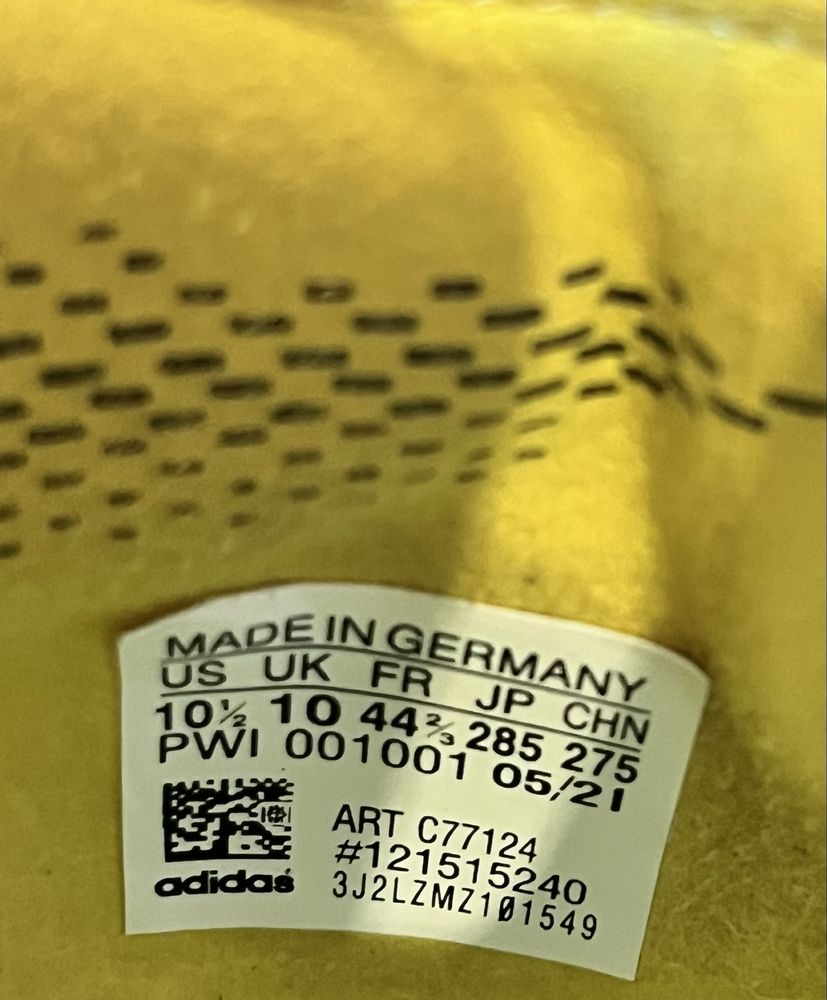 MADE IN GERMANY
US UK FR JP CHN
10½ 10 44⅔ 285 275
PWI 001001 05/21
ART C77124
#121515240
adidas 3J2LZMZ101549